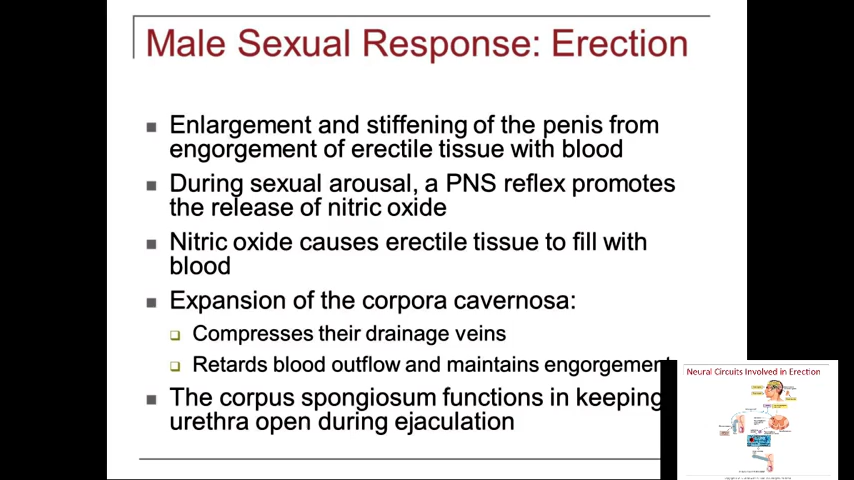 Male Sexual Response: Erection
Enlargement and stiffening of the penis from
engorgement of erectile tissue with blood
During sexual arousal, a PNS reflex promotes
the release of nitric oxide
Nitric oxide causes erectile tissue to fill with
blood
Expansion of the corpora cavernosa:
Compresses their drainage veins
Retards blood outflow and maintains engorgement
The corpus spongiosum functions in keeping
urethra open during ejaculation
Neural Circuits Involved in Erection